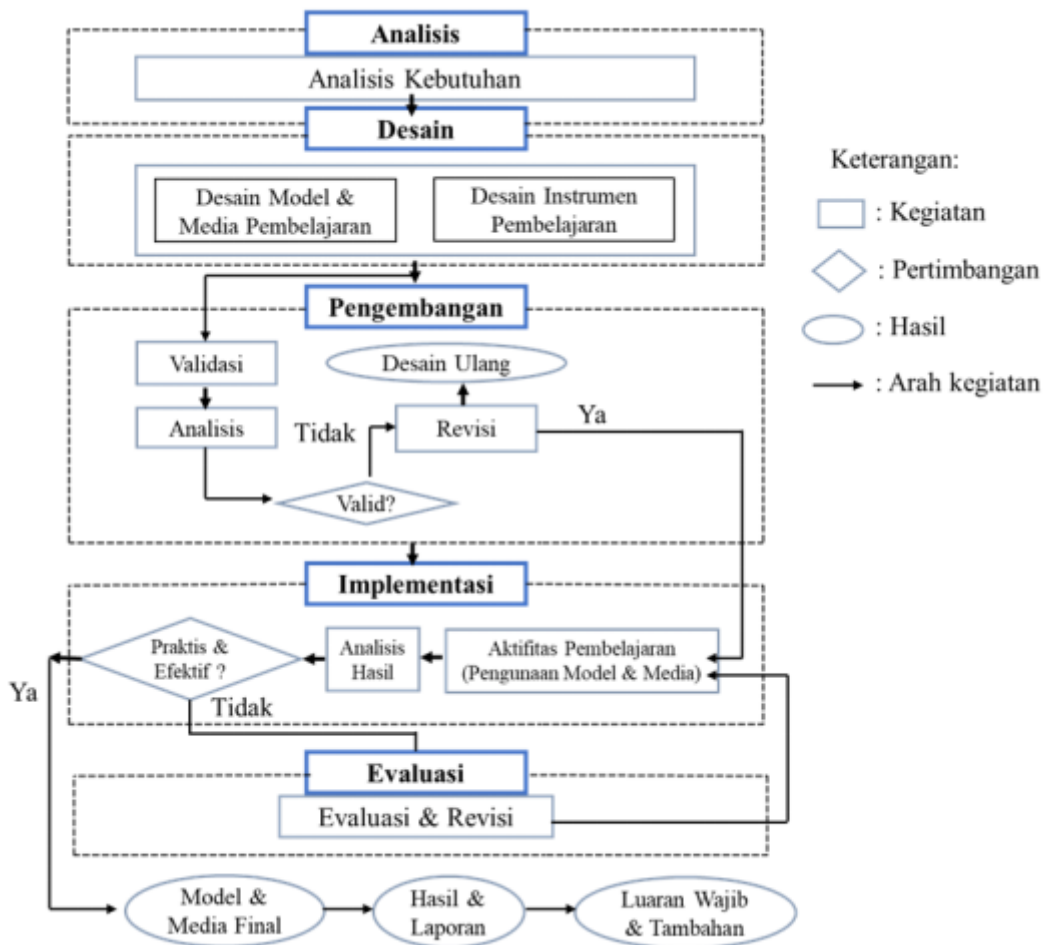 Analisis
Analisis Kebutuhan
Desain
Desain Model &
Media Pembelajaran
Desain Instrumen
Pembelajaran
Keterangan:
: Kegiatan
: Pertimbangan
: Hasil
: Arah kegiatan
Pengembangan
Validasi
Desain Ulang
Analisis
Tidak
Revisi
Ya
Valid?
Implementasi
Praktis &
Efektif ?
Analisis
Hasil
Aktifitas Pembelajaran
(Pengunaan Model & Media)
Ya
Tidak
Evaluasi
Evaluasi & Revisi
Model &
Media Final
Hasil &
Laporan
Luaran Wajib
& Tambahan